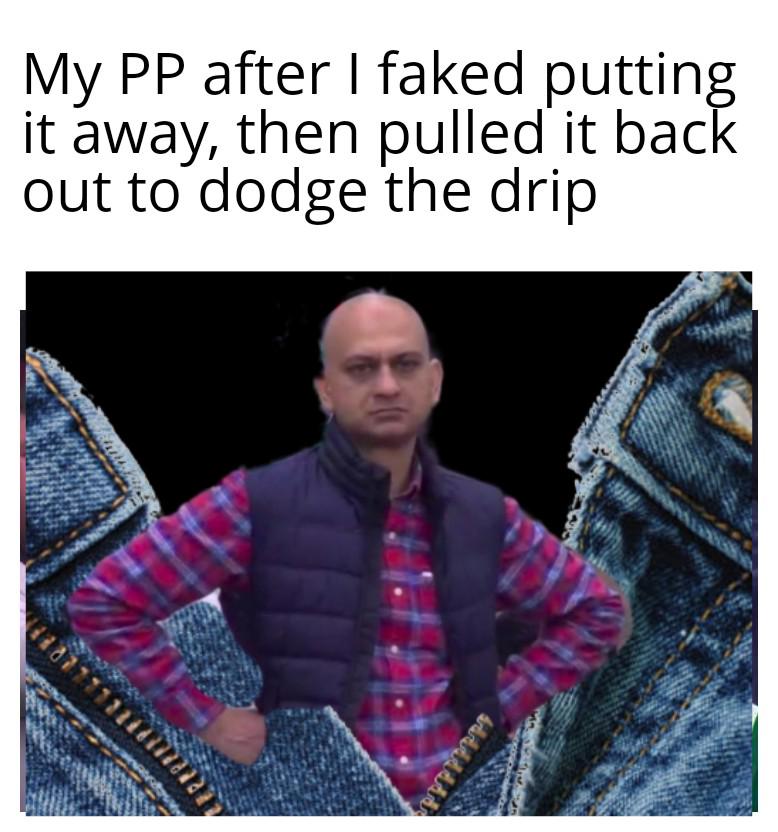 My PP after I faked putting
it away, then pulled it back
out to dodge the drip